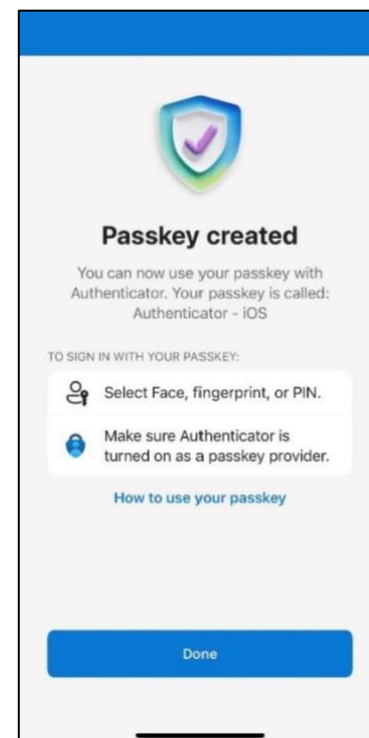 Passkey created
You can now use your passkey with
Authenticator. Your passkey is called:
Authenticator - iOS
TO SIGN IN WITH YOUR PASSKEY:
Select Face, fingerprint, or PIN.
Make sure Authenticator is
turned on as a passkey provider.
How to use your passkey
Done